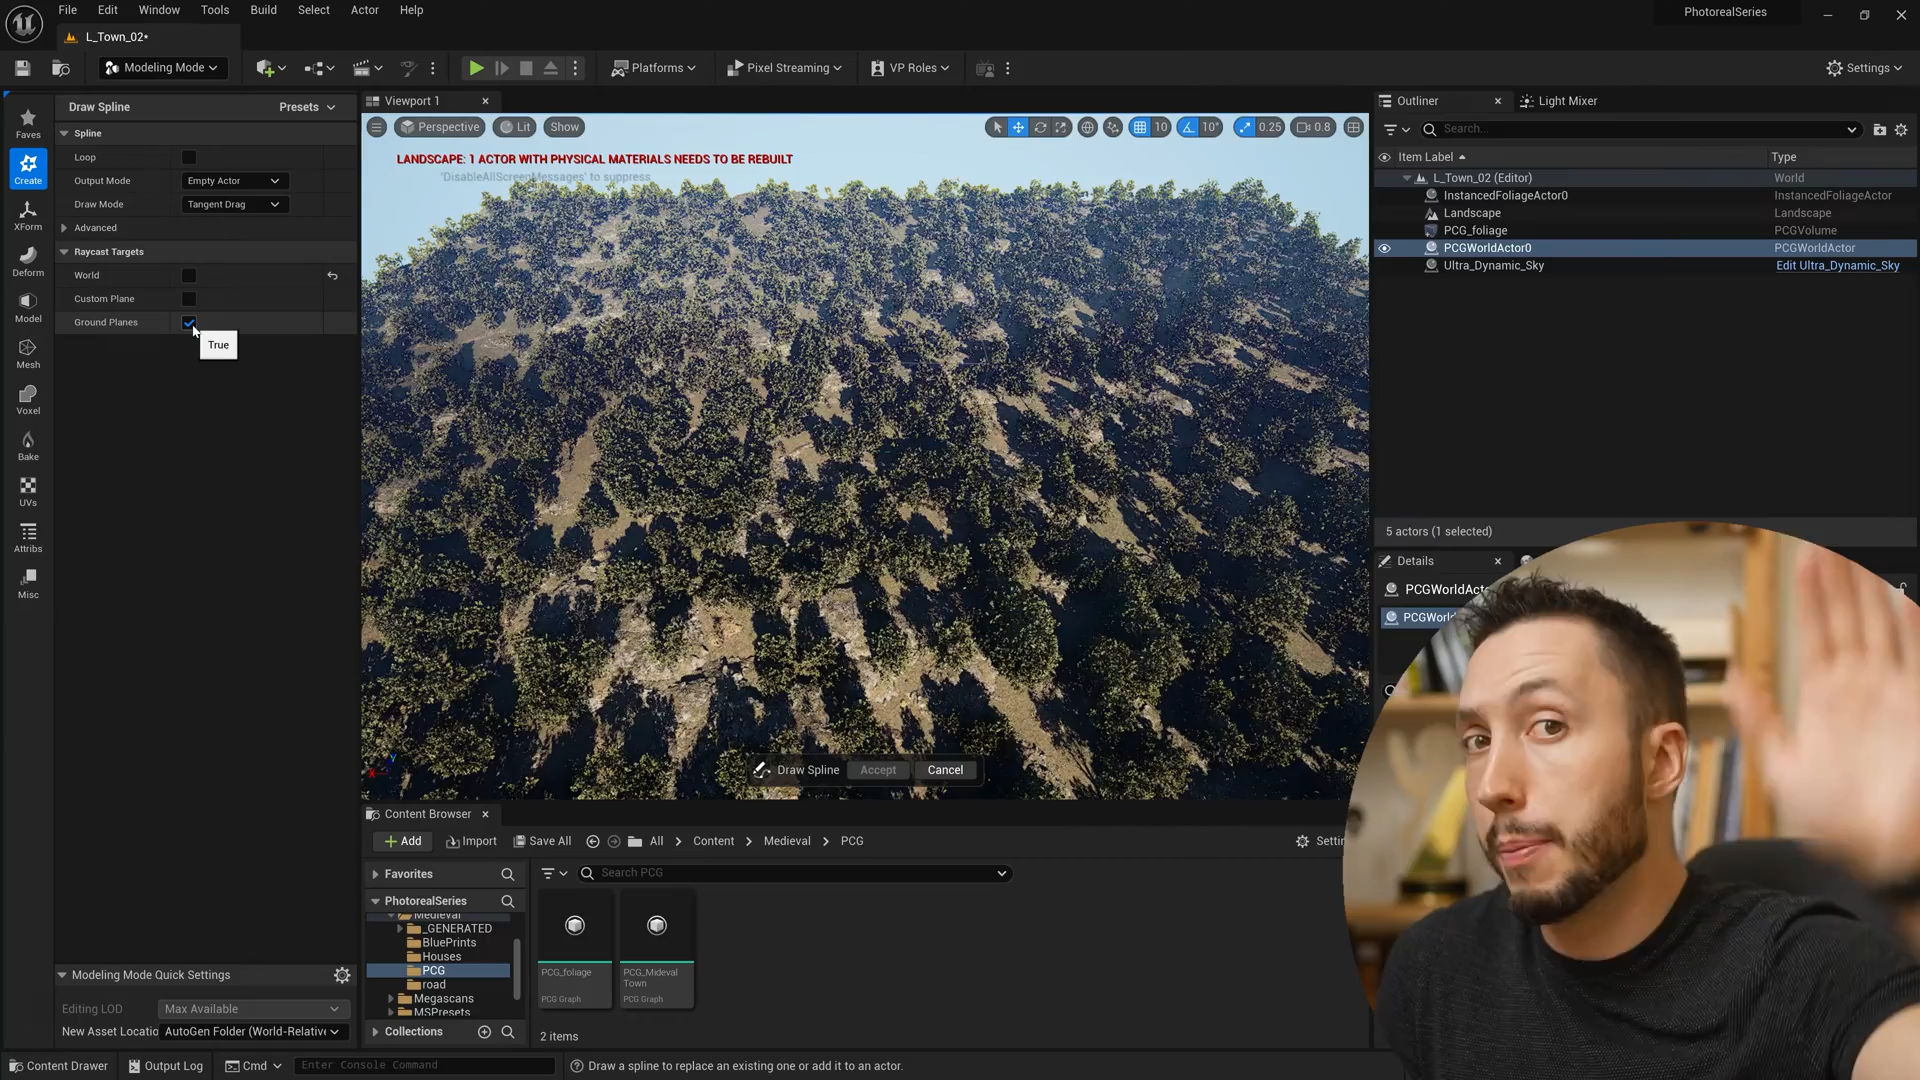 File Edit Window Tools Build Select Actor Help
PhotorealSeries
L_Town_02*
Modeling Mode
Platforms
Pixel Streaming
VP Roles
Settings
Faves
Create
XForm
Deform
Model
Mesh
Voxel
Bake
UVs
Attribs
Misc
Draw Spline Presets
Spline
Loop
Output Mode Empty Actor
Draw Mode Tangent Drag
Advanced
Raycast Targets
World
Custom Plane
Ground Planes
True
Modeling Mode Quick Settings
Editing LOD Max Available
New Asset Locatio AutoGen Folder (World-Relativ
Viewport 1
Perspective Lit Show
10 10° 0.25 0.8
LANDSCAPE: 1 ACTOR WITH PHYSICAL MATERIALS NEEDS TO BE REBUILT
'DisableAllScreenMessages' to suppress
Draw Spline Accept Cancel
Outliner Light Mixer
Search...
Item Label Type
L_Town_02 (Editor) World
InstancedFoliageActor0 InstancedFoliageActor
Landscape Landscape
PCG_foliage PCGVolume
PCGWorldActor0 PCGWorldActor
Ultra_Dynamic_Sky Edit Ultra_Dynamic_Sky
5 actors (1 selected)
Details
PCGWorldActo
PCGWorl
Content Browser
Add Import Save All All Content Medieval PCG Settin
Favorites
Search PCG
PhotorealSeries
Medieval
_GENERATED
BluePrints
Houses
PCG
road
Megascans
MSPresets
Collections
PCG_foliage
PCG Graph
PCG_Mideval
Town
PCG Graph
2 items
Content Drawer Output Log Cmd Enter Console Command Draw a spline to replace an existing one or add it to an actor.